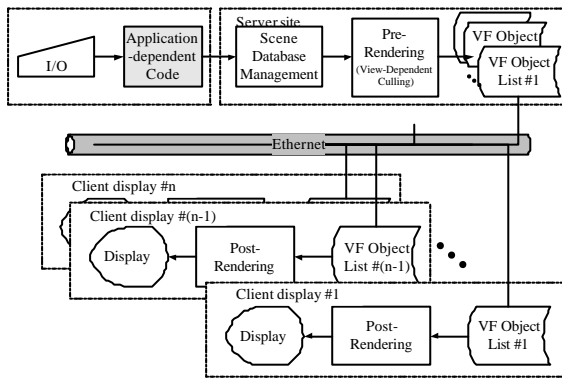 Server site
I/O
Application
-dependent
Code
Scene
Database
Management
Pre-
Rendering
(View-Dependent
Culling)
VF Object
VF Object
List #1
Ethernet
Client display #n
Client display #(n-1)
Display
Post-
Rendering
VF Object
List #(n-1)
Client display #1
Display
Post-
Rendering
VF Object
List #1